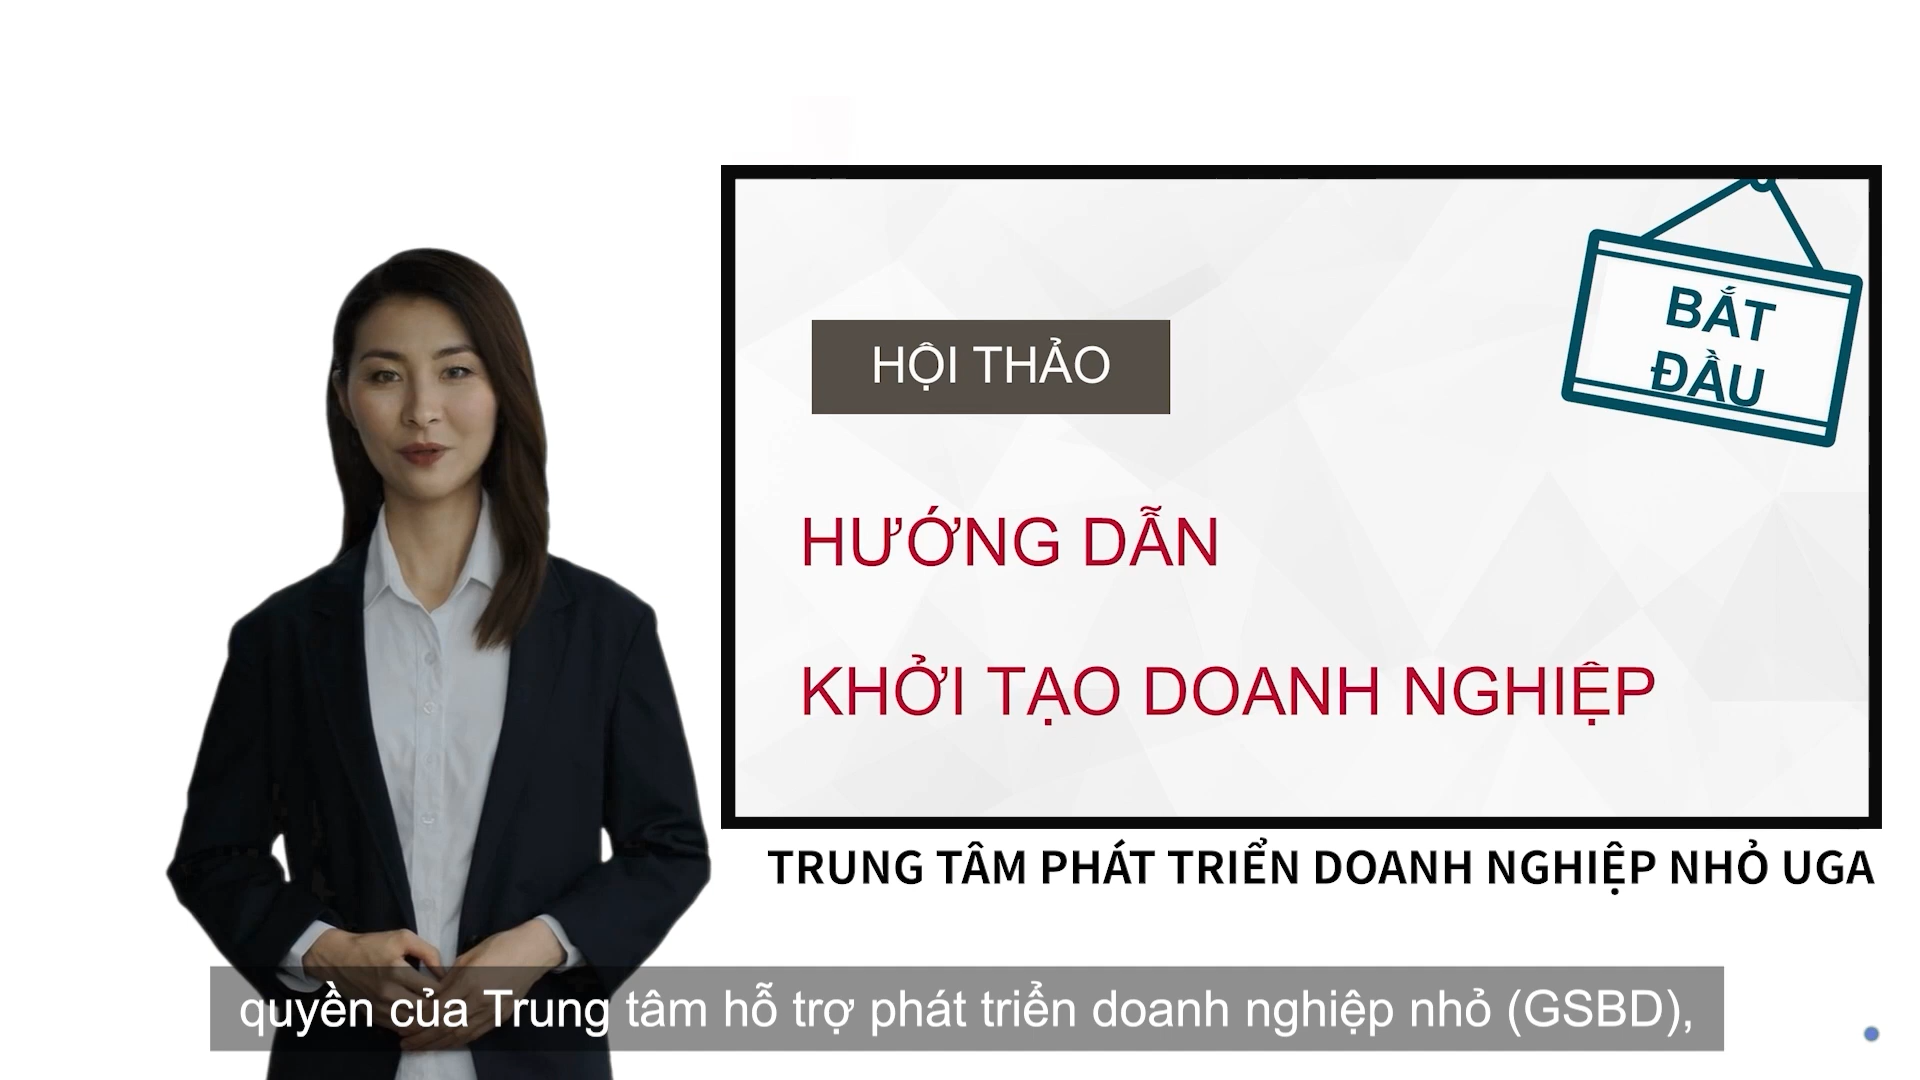 BẮT
ĐẦU
HỘI THẢO
HƯỚNG DẪN
KHỞI TẠO DOANH NGHIỆP
TRUNG TÂM PHÁT TRIỂN DOANH NGHIỆP NHỎ UGA
quyền của Trung tâm hỗ trợ phát triển doanh nghiệp nhỏ (GSBD),